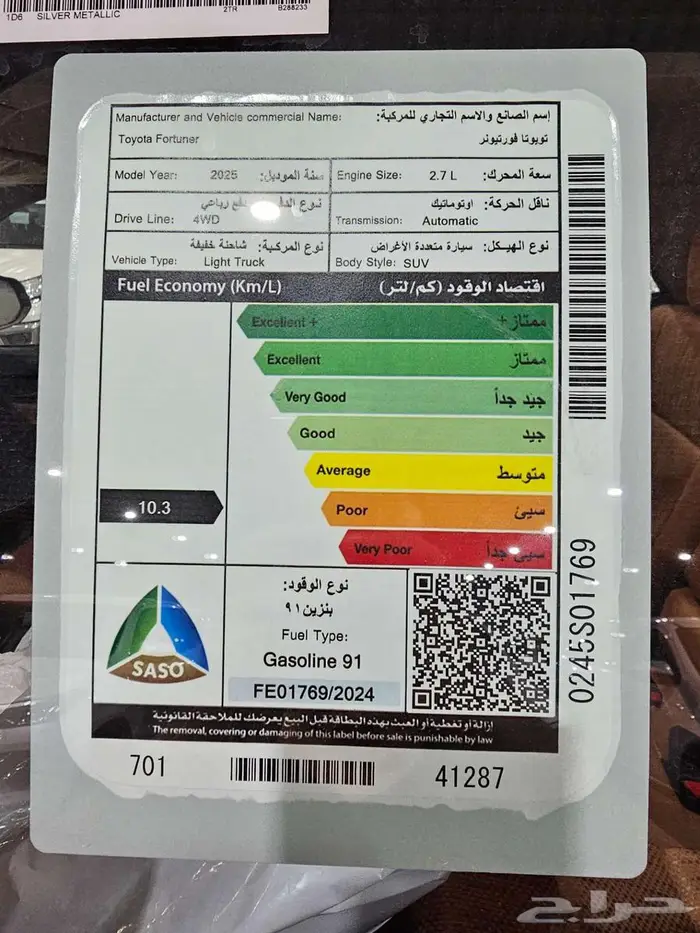 1D6 SILVER METALLIC 2TR B288233
Manufacturer and Vehicle commercial Name: إسم الصانع والاسم التجاري للمركبة:
Toyota Fortuner تويوتا فورتيونر
Model Year: 2025 سنة الموديل: Engine Size: 2.7 L سعة المحرك:
رباعي ناقل الحركة: اوتوماتيك
Drive Line: 4WD Transmission: Automatic
نوع المركبة: شاحنة خفيفة نوع الهيكل: سيارة متعددة الأغراض
Vehicle Type: Light Truck Body Style: SUV
Fuel Economy (Km/L) اقتصاد الوقود (كم/لتر)
Excellent + ممتاز +
Excellent ممتاز
Very Good جيد جداً
Good جيد
Average متوسط
10.3 Poor سيئ
Very Poor سيئ جداً
SASO
نوع الوقود:
بنزين ٩١
Fuel Type:
Gasoline 91
FE01769/2024
إزالة أو تغطية أو العبث بهذه البطاقة قبل البيع يعرضك للملاحقة القانونية
The removal, covering or damaging of this label before sale is punishable by law
701 41287
0245S01769
حراج